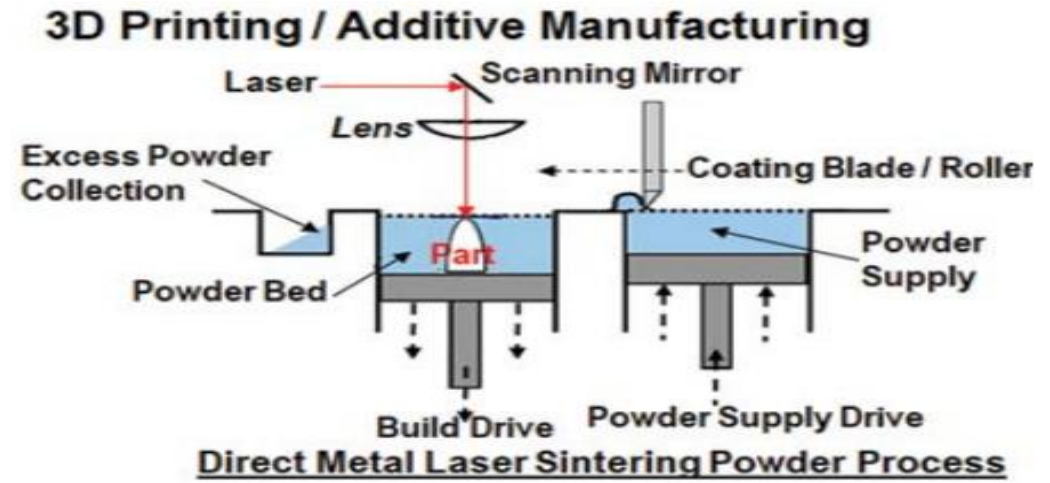 3D Printing / Additive Manufacturing
Laser
Scanning Mirror
Lens
Excess Powder
Collection
Coating Blade / Roller
Part
Powder
Supply
Powder Bed
Build Drive
Powder Supply Drive
Direct Metal Laser Sintering Powder Process